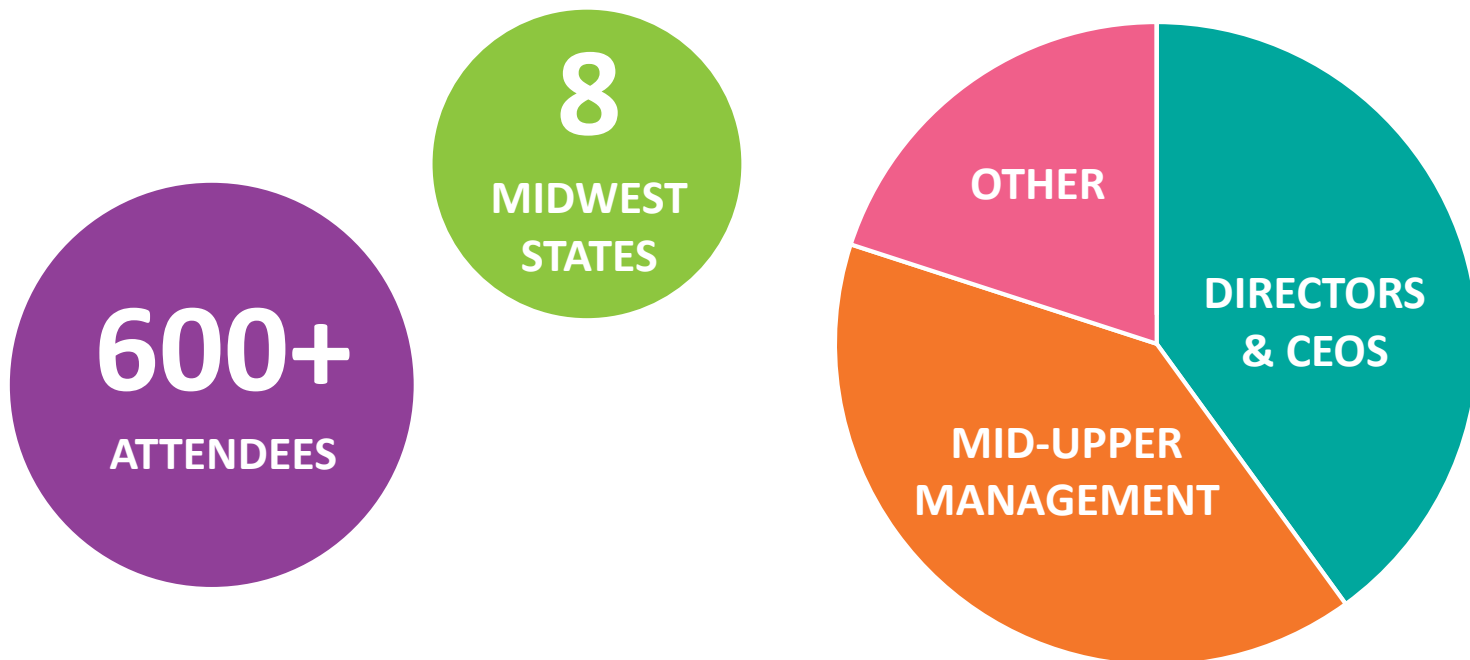 8
MIDWEST
STATES
600+
ATTENDEES
OTHER
DIRECTORS
& CEOS
MID-UPPER
MANAGEMENT